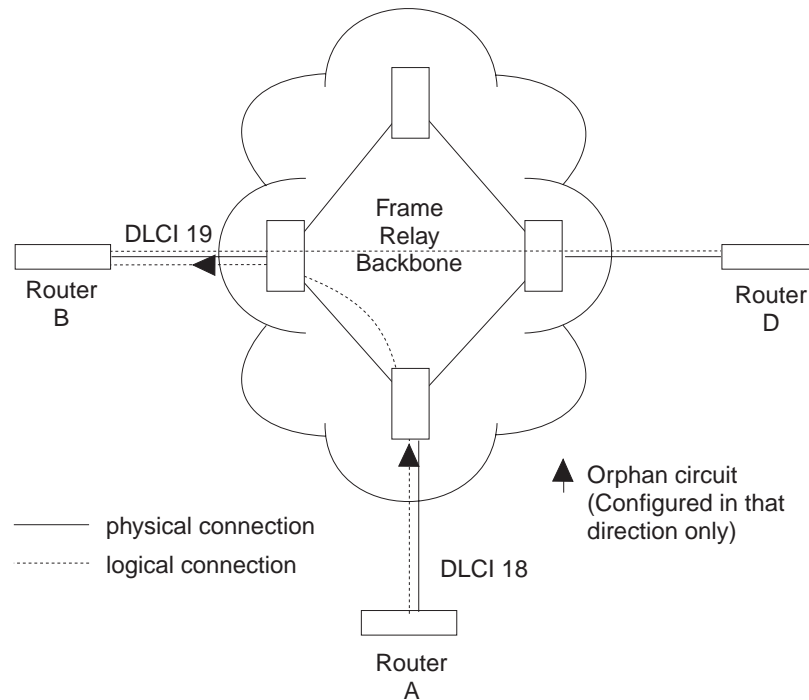 Frame
Relay
Backbone
DLCI 19
Router
B
Router
D
Orphan circuit
(Configured in that
direction only)
physical connection
logical connection
DLCI 18
Router
A